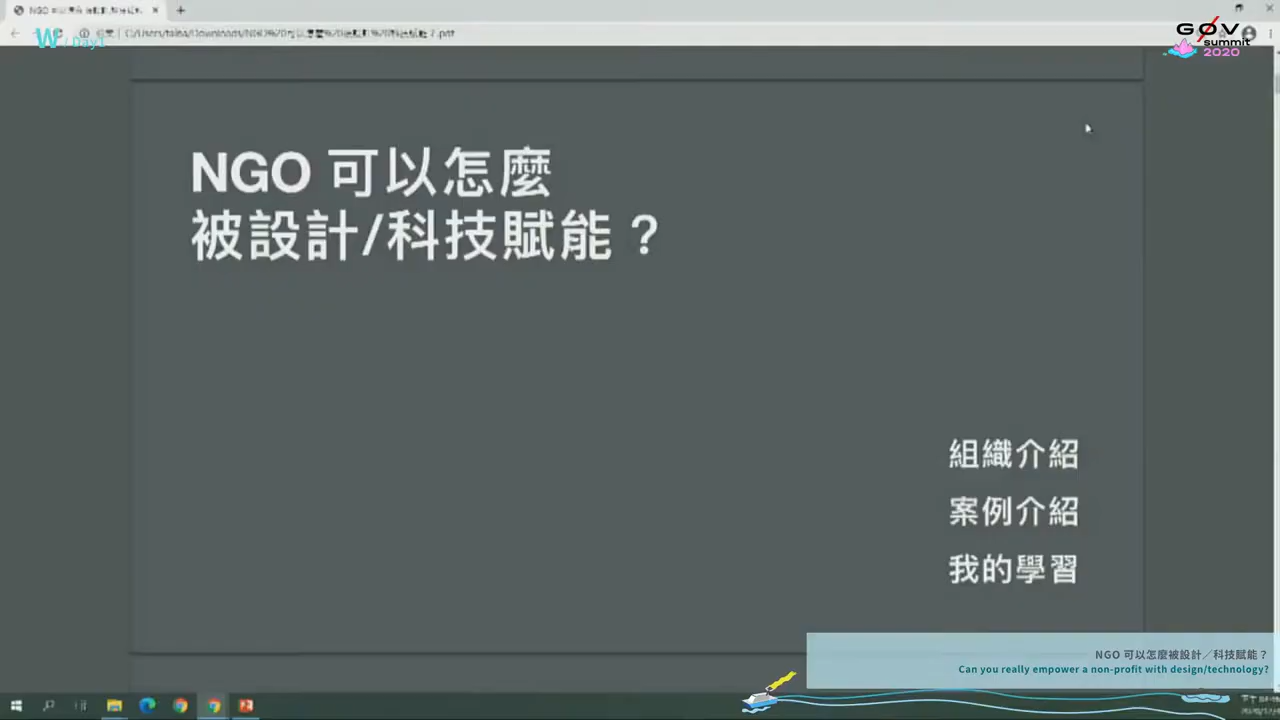 W / Day1
GØV
summit
2020
NGO 可以怎麼
被設計/科技賦能？
組織介紹
案例介紹
我的學習
NGO 可以怎麼被設計／科技賦能？
Can you really empower a non-profit with design/technology?